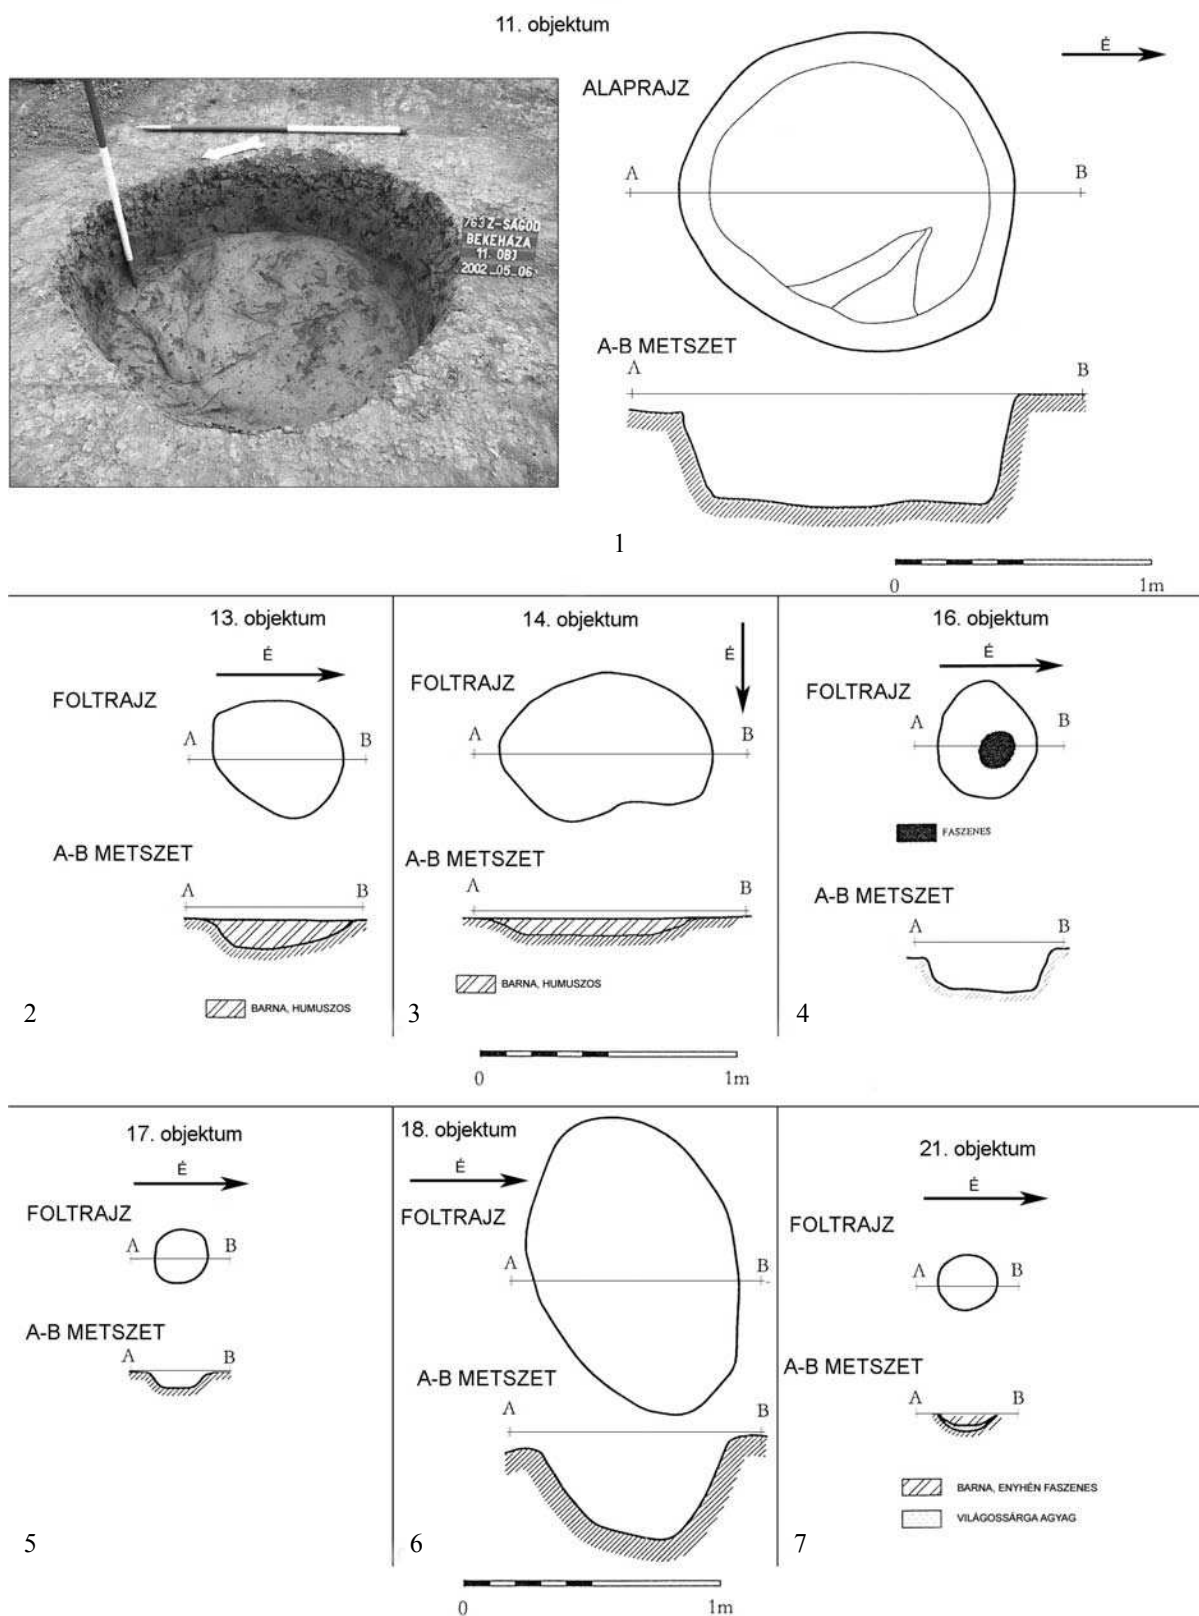 11. objektum
763 Z-SÁGOD
BEKEHÁZA
11. OBJ
2002_05_06
ALAPRAJZ
É
A B
A-B METSZET
A B
1
0 1m
13. objektum
É
FOLTRAJZ
A B
A-B METSZET
A B
BARNA, HUMUSZOS
2
14. objektum
É
FOLTRAJZ
A B
A-B METSZET
A B
BARNA, HUMUSZOS
3
16. objektum
É
FOLTRAJZ
A B
FASZENES
A-B METSZET
A B
4
0 1m
17. objektum
É
FOLTRAJZ
A B
A-B METSZET
A B
5
18. objektum
É
FOLTRAJZ
A B
A-B METSZET
A B
6
21. objektum
É
FOLTRAJZ
A B
A-B METSZET
A B
BARNA, ENYHÉN FASZENES
VILÁGOSSÁRGA AGYAG
7
0 1m